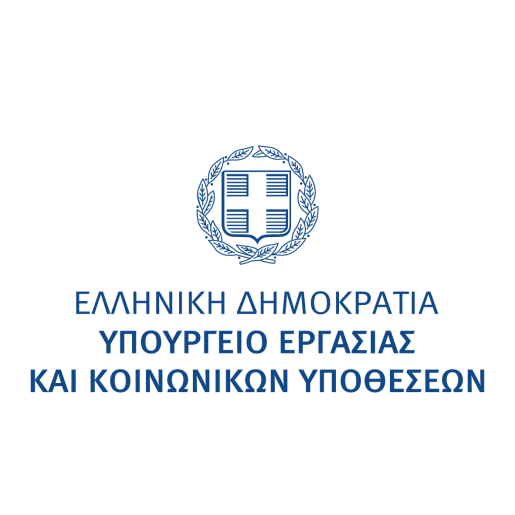 ΕΛΛΗΝΙΚΗ ΔΗΜΟΚΡΑΤΙΑ
ΥΠΟΥΡΓΕΙΟ ΕΡΓΑΣΙΑΣ
ΚΑΙ ΚΟΙΝΩΝΙΚΩΝ ΥΠΟΘΕΣΕΩΝ